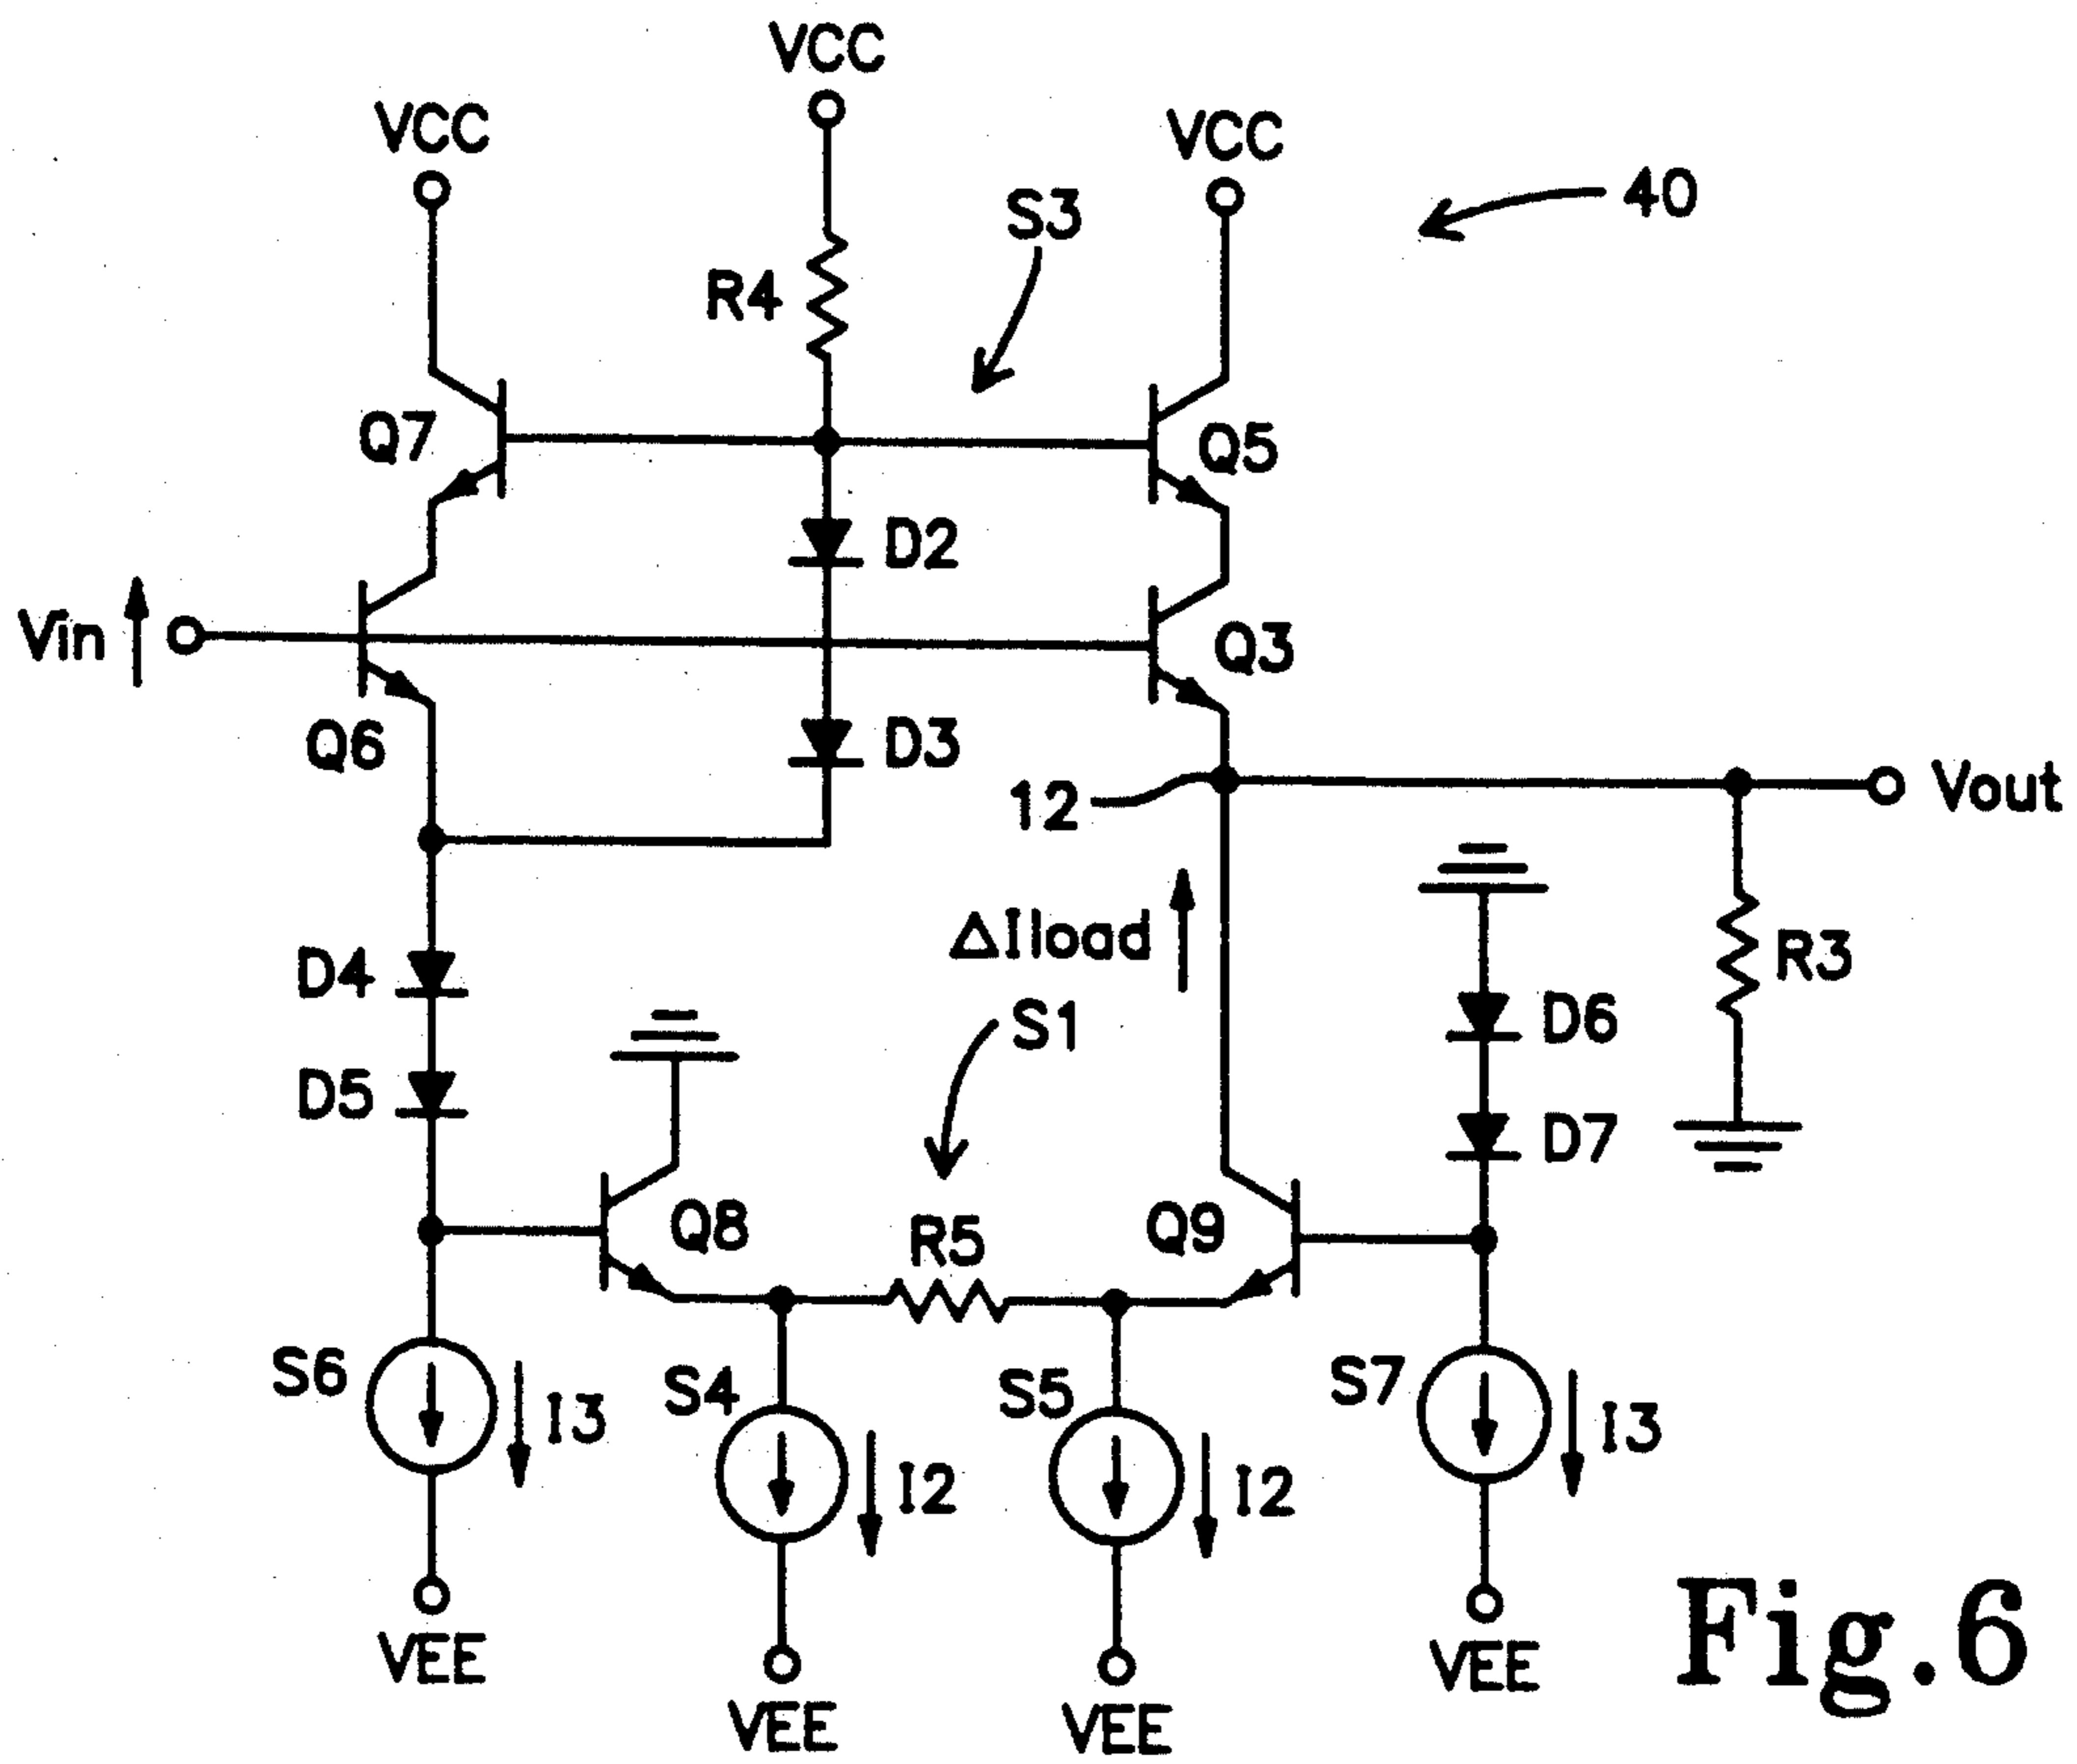 VCC
VCC
VCC
40
S3
R4
Q7
Q5
D2
Vin
Q3
Q6
D3
12
Vout
ΔIload
D4
R3
D6
S1
D5
D7
Q8
R5
Q9
S6
I3
S4
I2
S5
I2
S7
I3
VEE
VEE
VEE
VEE
Fig.6